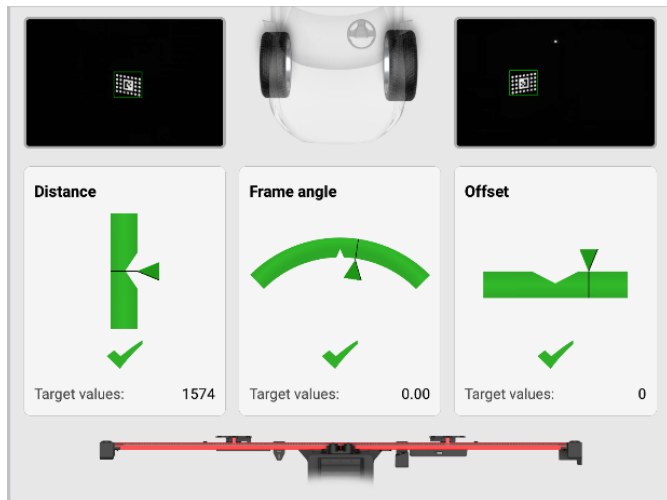 Distance
Frame angle
Offset
Target values: 1574
Target values: 0.00
Target values: 0